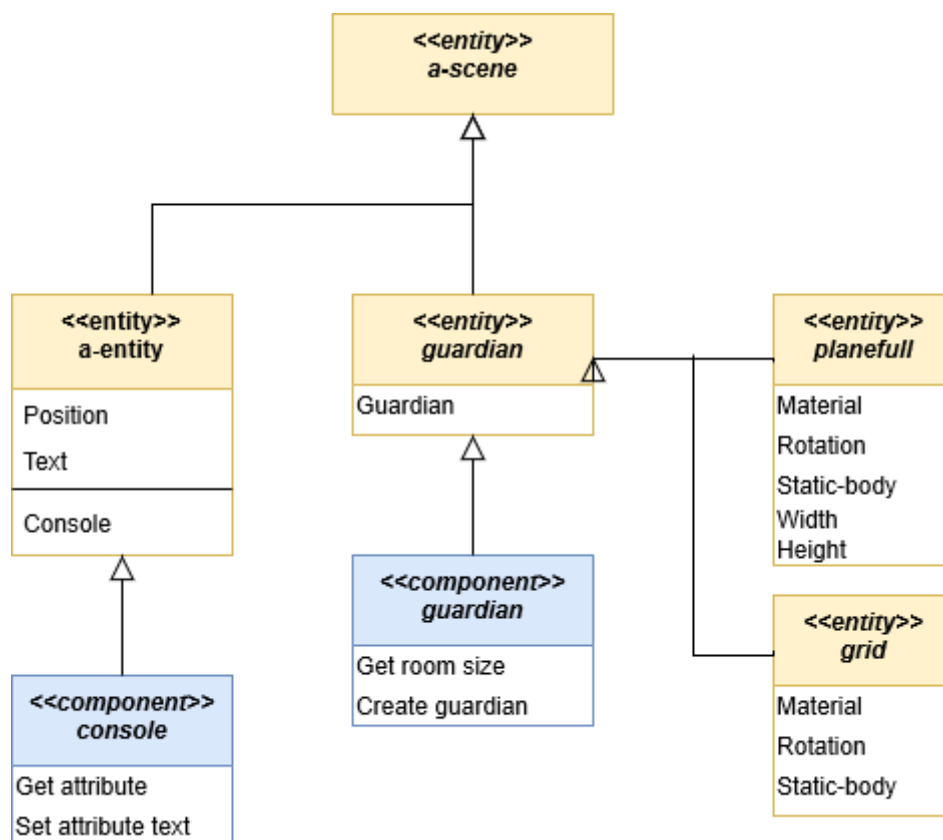 <<entity>>
a-scene
<<entity>>
a-entity
Position
Text
Console
<<component>>
console
Get attribute
Set attribute text
<<entity>>
guardian
Guardian
<<component>>
guardian
Get room size
Create guardian
<<entity>>
planefull
Material
Rotation
Static-body
Width
Height
<<entity>>
grid
Material
Rotation
Static-body